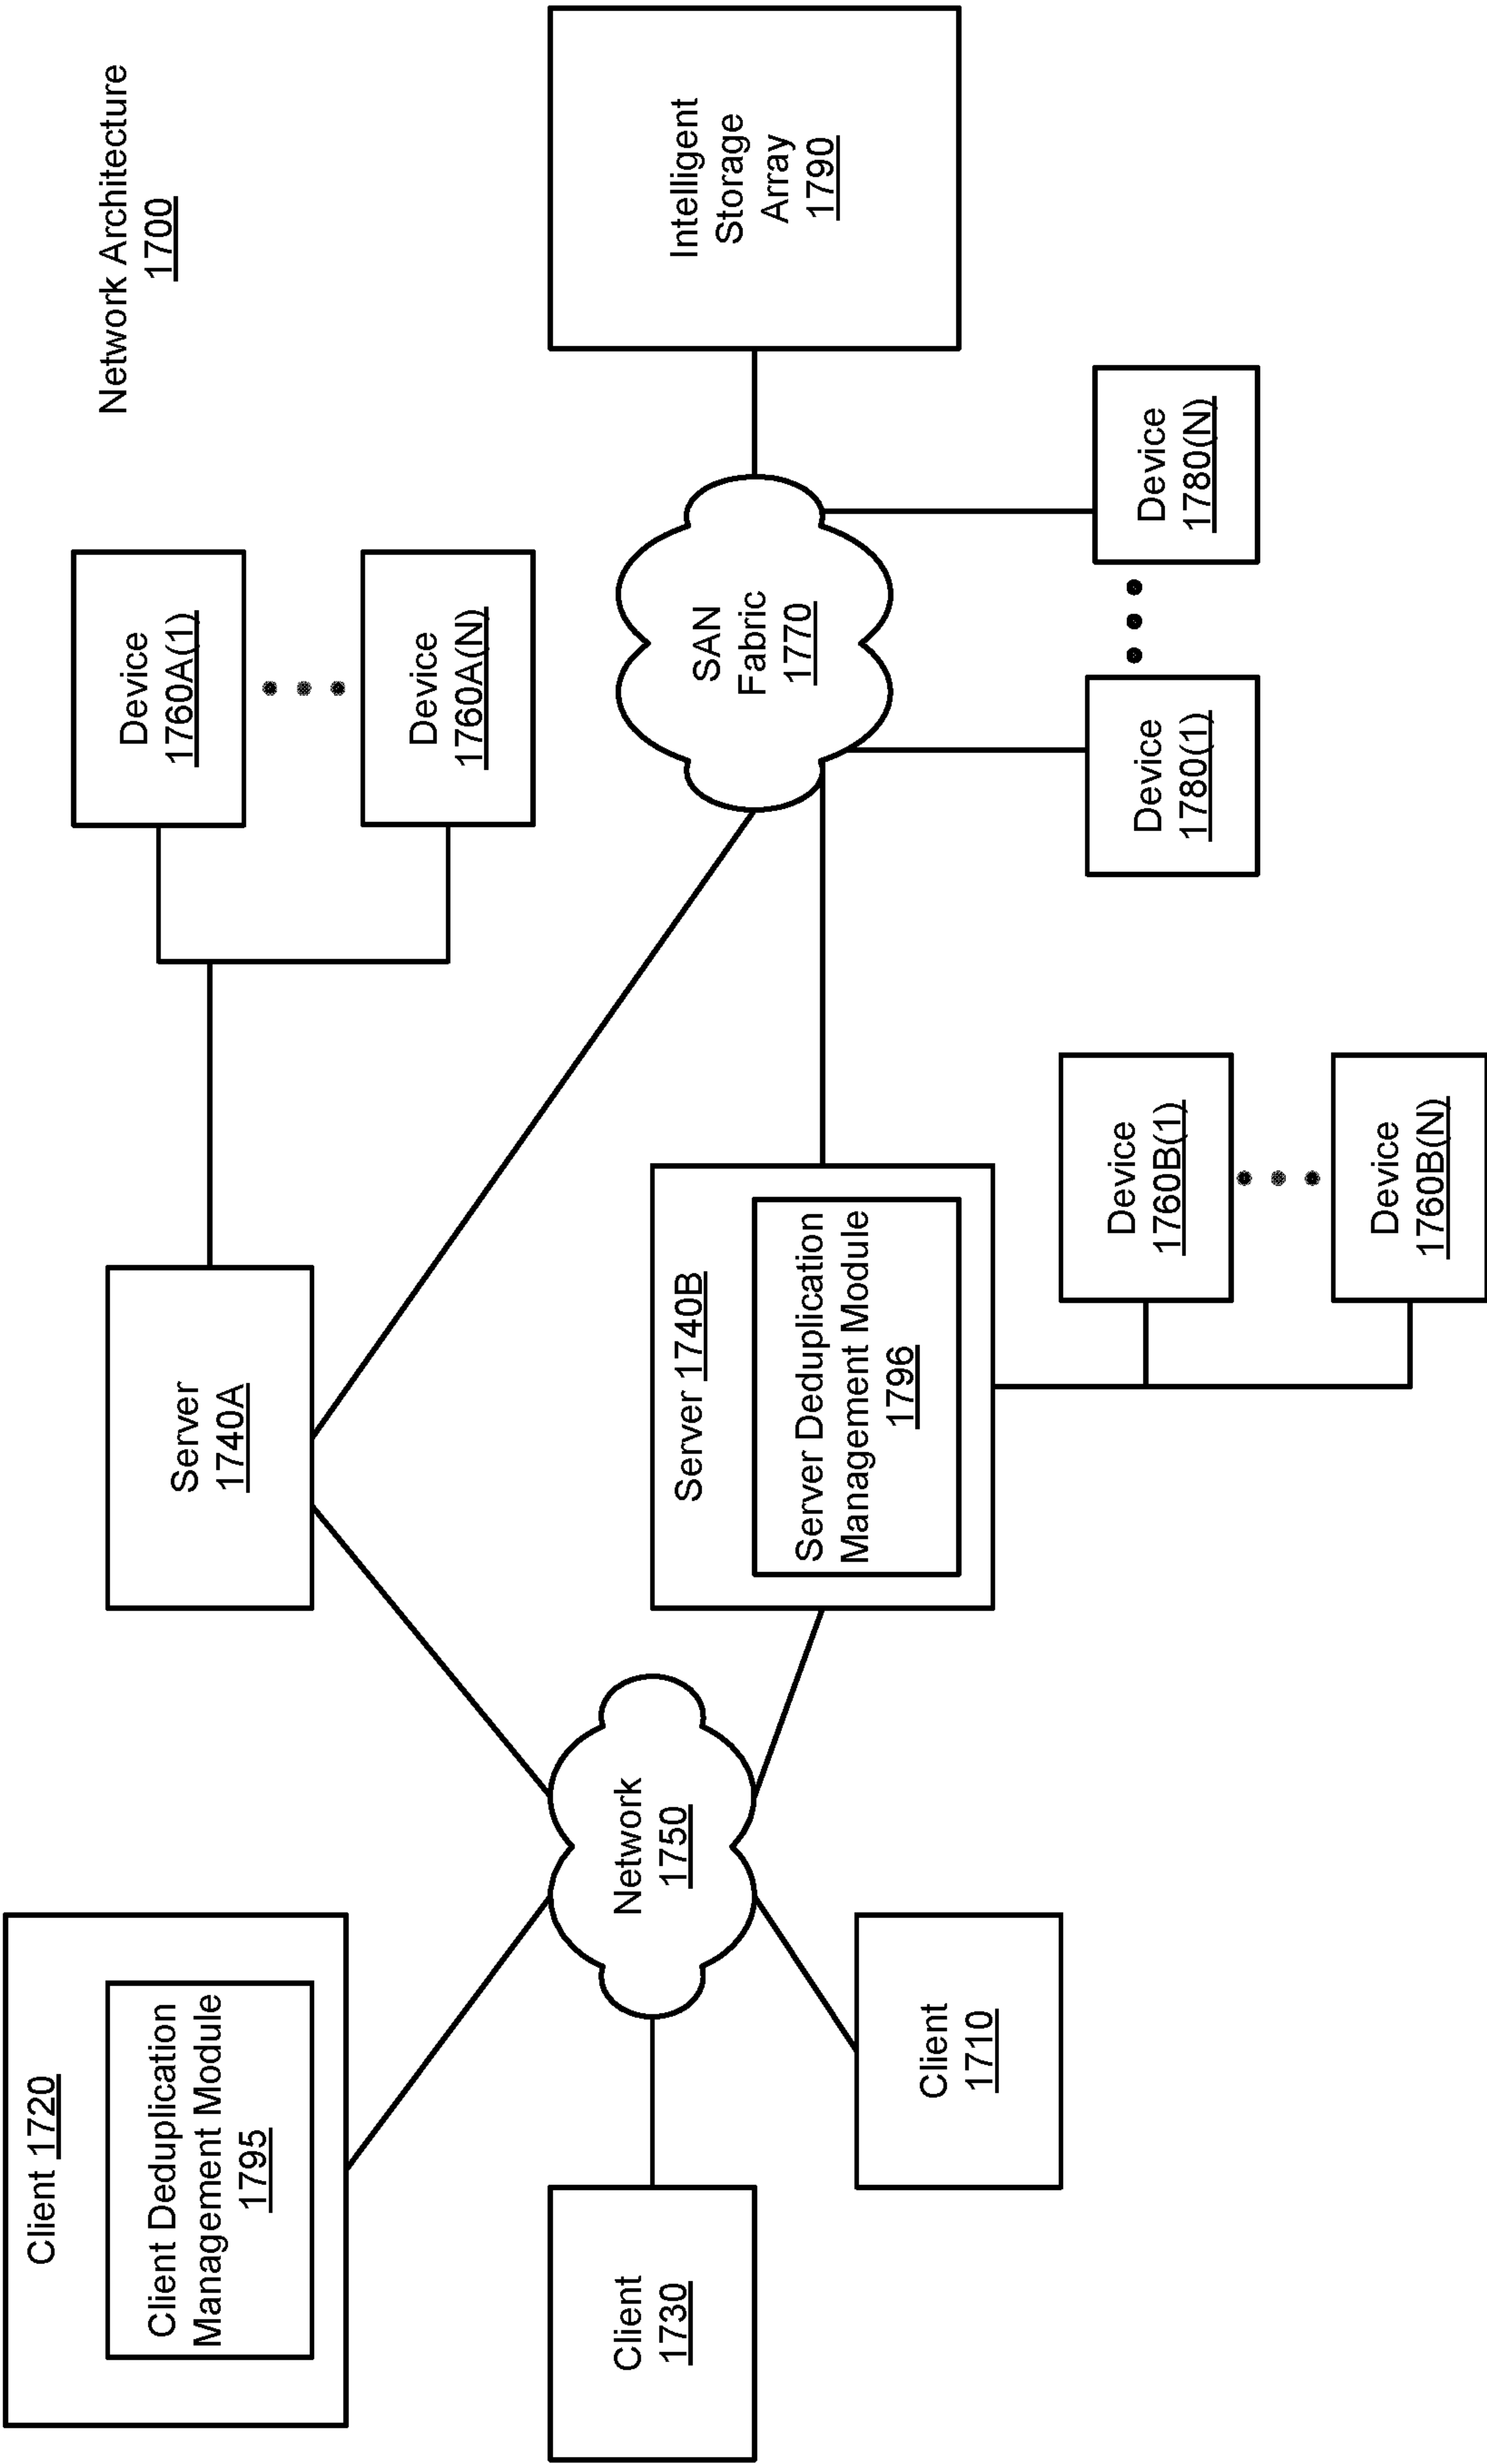 Network Architecture
1700
Client 1720
Client Deduplication
Management Module
1795
Server
1740A
Device
1760A(1)
Device
1760A(N)
Client
1730
Network
1750
Server 1740B
Server Deduplication
Management Module
1796
SAN
Fabric
1770
Intelligent
Storage
Array
1790
Client
1710
Device
1760B(1)
Device
1760B(N)
Device
1780(1)
Device
1780(N)